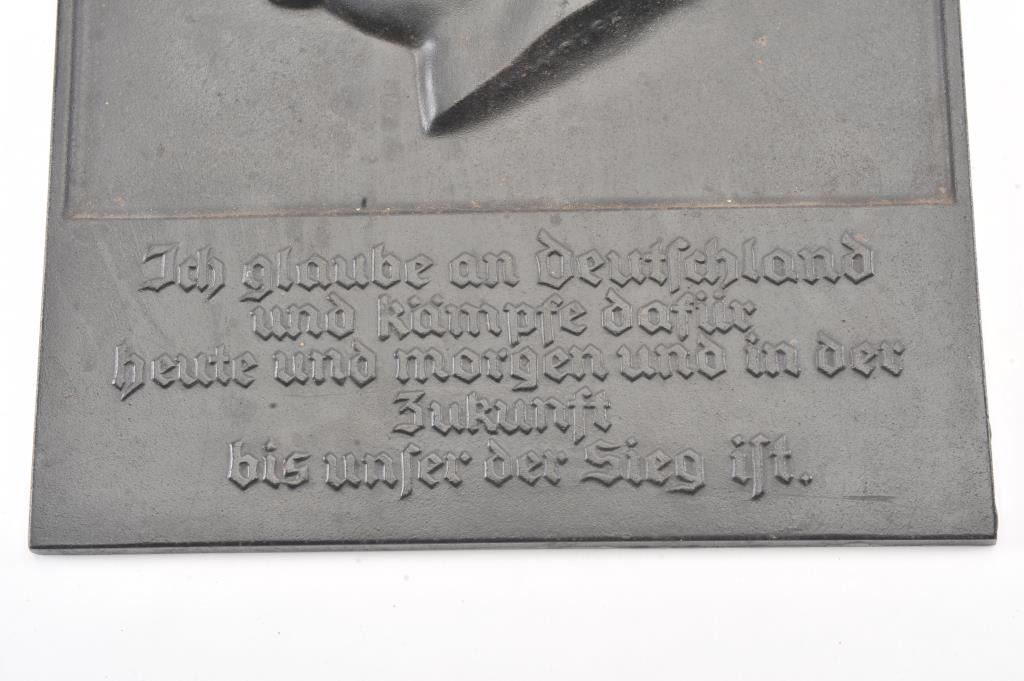 Ich glaube an Deutſchland
und kämpfe dafür
heute und morgen und in der
Zukunft
bis unſer der Sieg iſt.